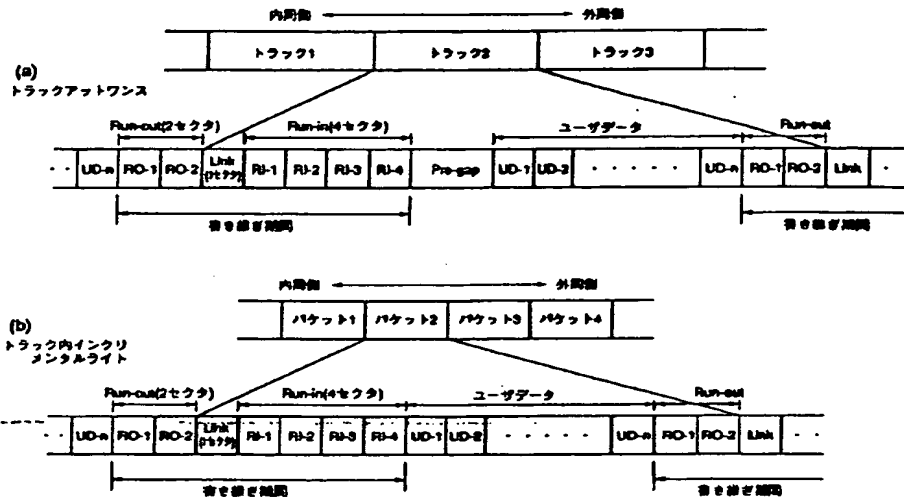 内周側 外周側
トラック1 トラック2 トラック3
(a)
トラックアットワンス
Run-out(2セクタ) Run-in(4セクタ) ユーザデータ Run-out
UD-n RO-1 RO-2 Link (1セクタ) RI-1 RI-2 RI-3 RI-4 Pre-gap UD-1 UD-2 UD-n RO-1 RO-2 Link
書き継ぎ期間 書き継ぎ期間
内周側 外周側
パケット1 パケット2 パケット3 パケット4
(b)
トラック内インクリ
メンタルライト
Run-out(2セクタ) Run-in(4セクタ) ユーザデータ Run-out
UD-n RO-1 RO-2 Link (1セクタ) RI-1 RI-2 RI-3 RI-4 UD-1 UD-2 UD-n RO-1 RO-2 Link
書き継ぎ期間 書き継ぎ期間